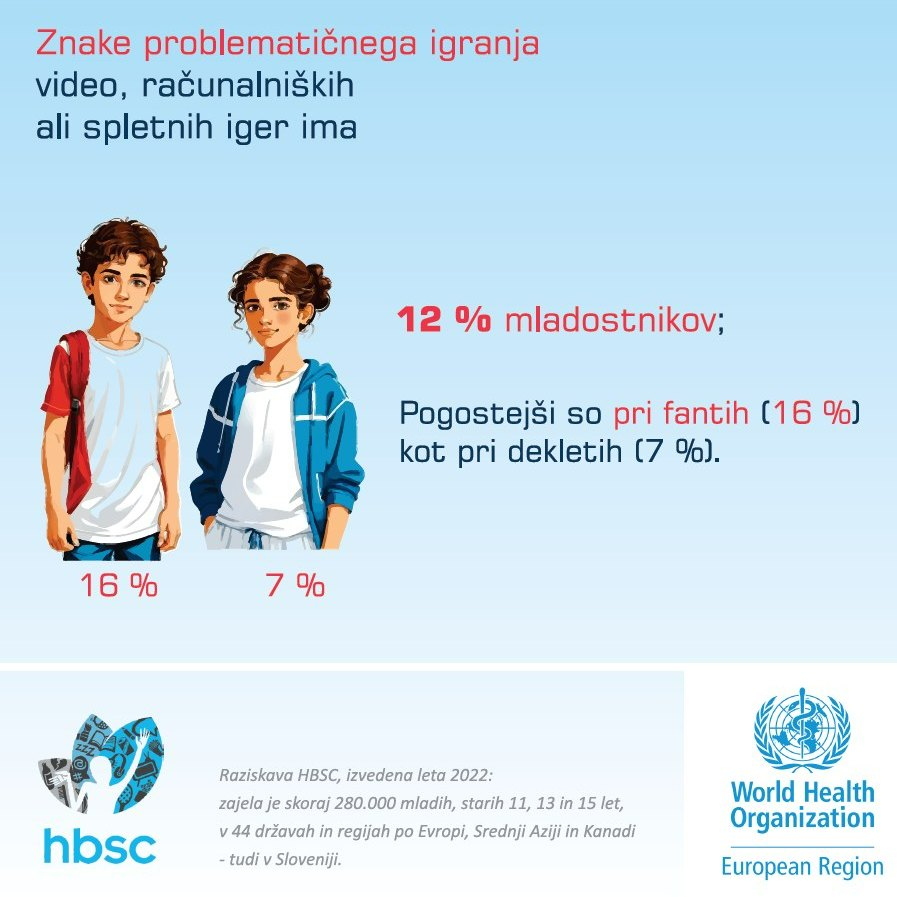 Znake problematičnega igranja
video, računalniških
ali spletnih iger ima
12 % mladostnikov;
Pogostejši so pri fantih (16 %)
kot pri dekletih (7 %).
16 %
7 %
hbsc
Raziskava HBSC, izvedena leta 2022:
zajela je skoraj 280.000 mladih, starih 11, 13 in 15 let,
v 44 državah in regijah po Evropi, Srednji Aziji in Kanadi
- tudi v Sloveniji.
World Health
Organization
European Region